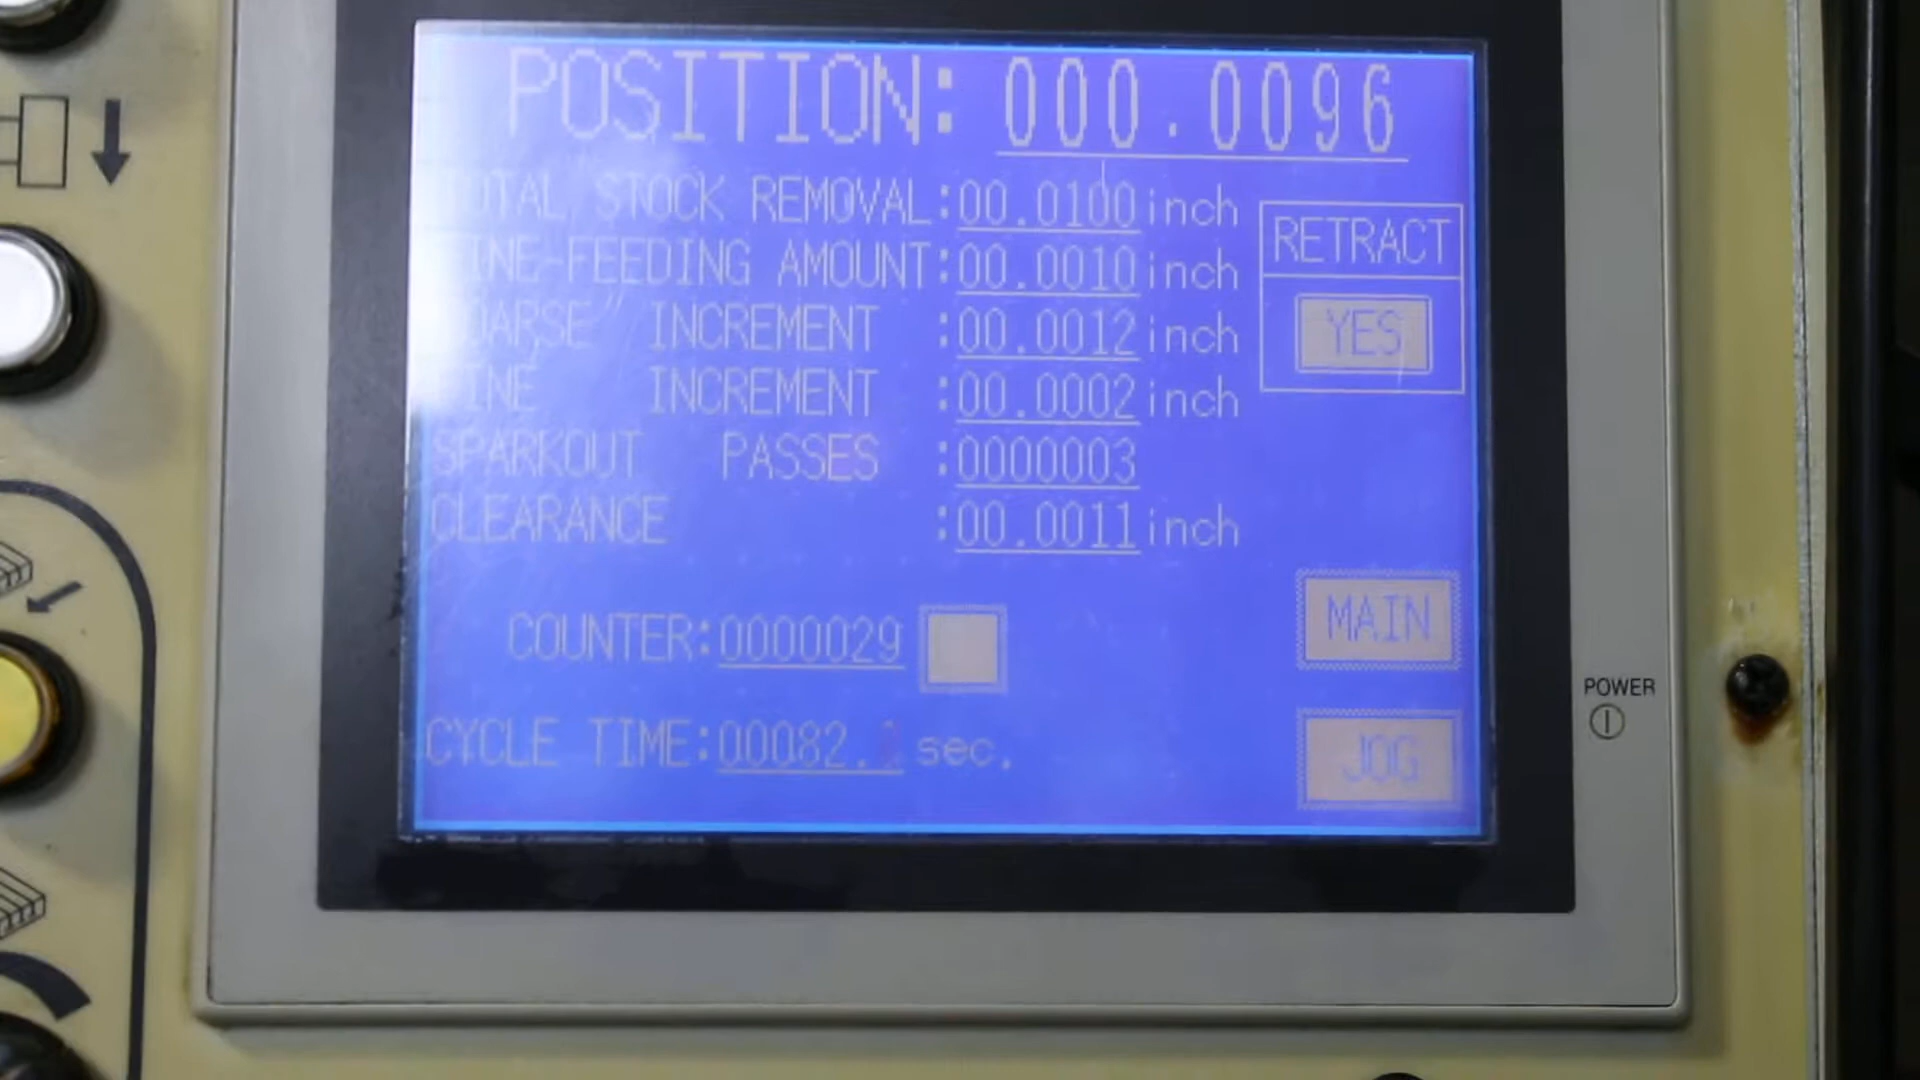 POSITION: 000.0096
TOTAL STOCK REMOVAL:00.0100inch
FINE-FEEDING AMOUNT:00.0010inch
COARSE INCREMENT :00.0012inch
FINE INCREMENT :00.0002inch
SPARKOUT PASSES :0000003
CLEARANCE :00.0011inch
RETRACT
YES
COUNTER:0000029
MAIN
CYCLE TIME:00082. sec.
JOG
POWER